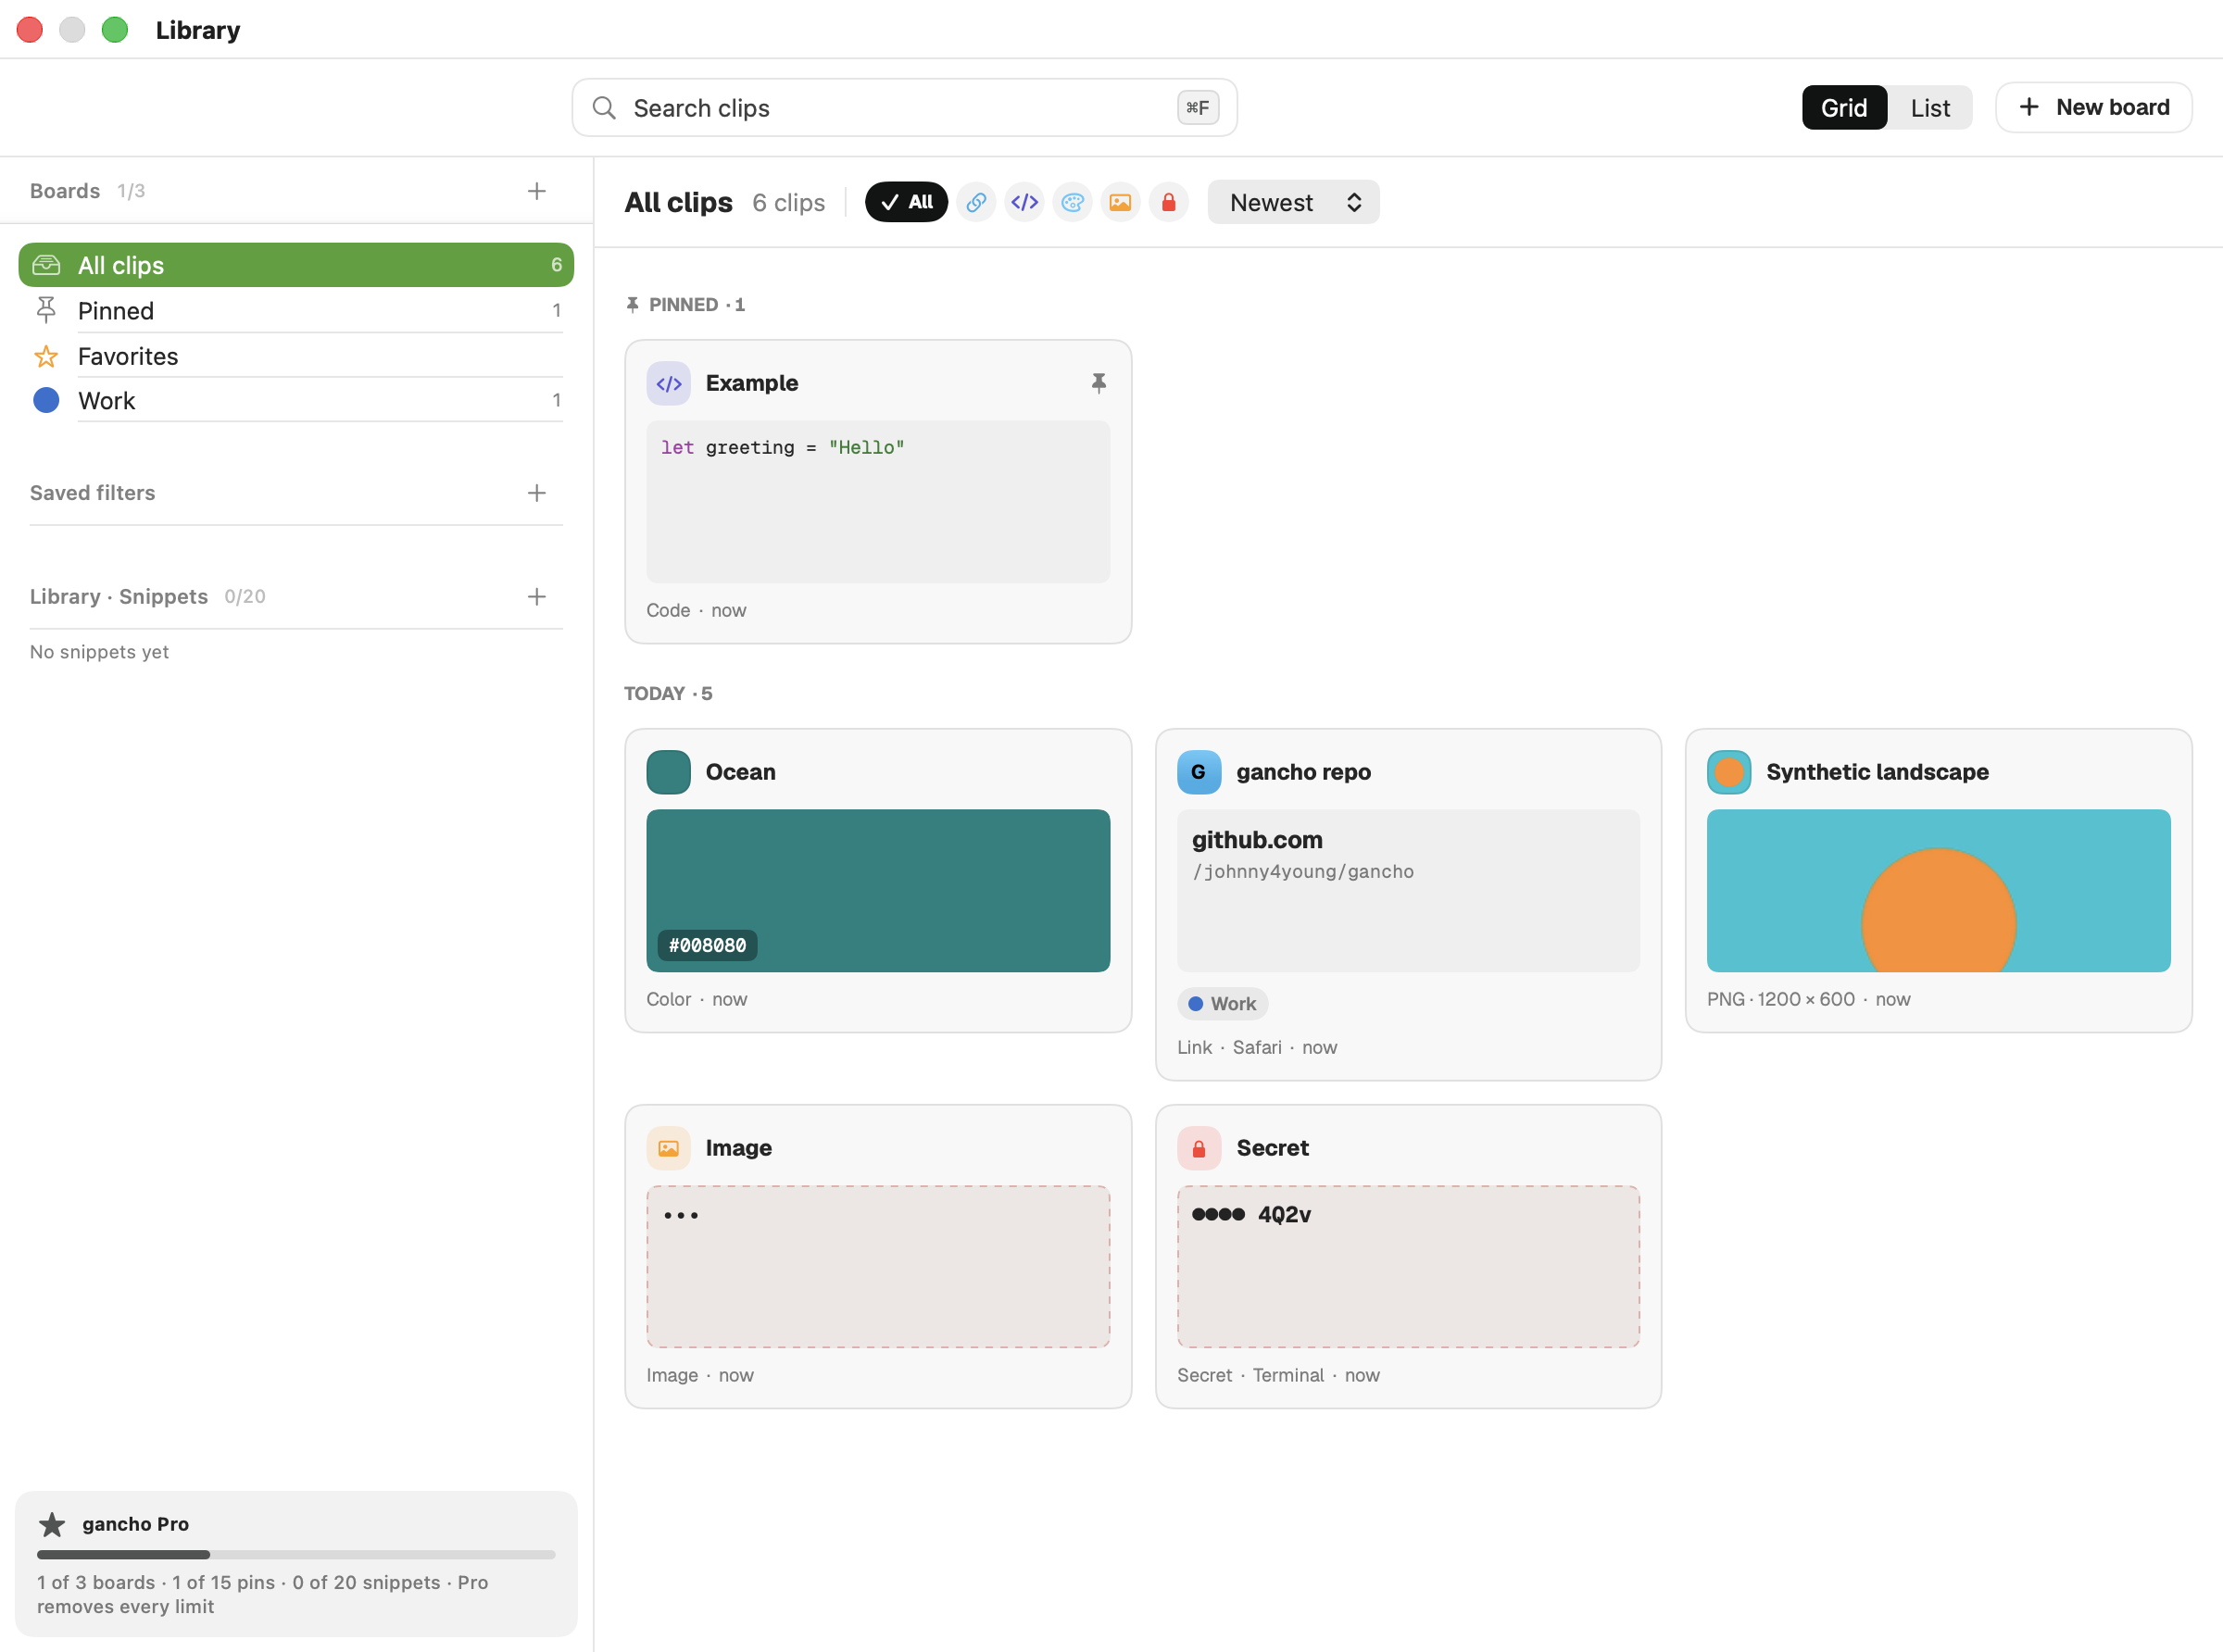 Library
Search clips
⌘F
Grid
List
+ New board
Boards 1/3
All clips 6
Pinned 1
Favorites
Work 1
Saved filters
Library · Snippets 0/20
No snippets yet
gancho Pro
1 of 3 boards · 1 of 15 pins · 0 of 20 snippets · Pro
removes every limit
All clips 6 clips
All
Newest
PINNED · 1
</> Example
let greeting = "Hello"
Code · now
TODAY · 5
Ocean
#008080
Color · now
G gancho repo
github.com
/johnny4young/gancho
Work
Link · Safari · now
Synthetic landscape
PNG · 1200 × 600 · now
Image
•••
Image · now
Secret
●●●● 4Q2v
Secret · Terminal · now